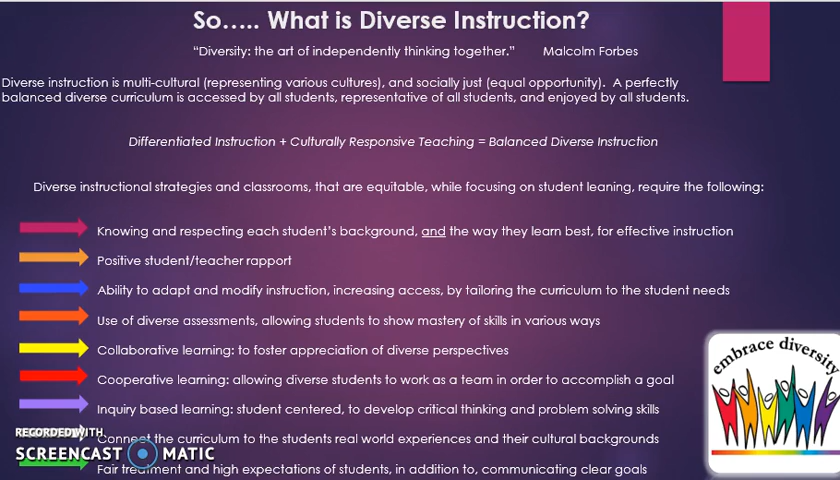 So….. What is Diverse Instruction?
“Diversity: the art of independently thinking together.” Malcolm Forbes
Diverse instruction is multi-cultural (representing various cultures), and socially just (equal opportunity). A perfectly
balanced diverse curriculum is accessed by all students, representative of all students, and enjoyed by all students.
Differentiated Instruction + Culturally Responsive Teaching = Balanced Diverse Instruction
Diverse instructional strategies and classrooms, that are equitable, while focusing on student leaning, require the following:
Knowing and respecting each student’s background, and the way they learn best, for effective instruction
Positive student/teacher rapport
Ability to adapt and modify instruction, increasing access, by tailoring the curriculum to the student needs
Use of diverse assessments, allowing students to show mastery of skills in various ways
Collaborative learning: to foster appreciation of diverse perspectives
Cooperative learning: allowing diverse students to work as a team in order to accomplish a goal
Inquiry based learning: student centered, to develop critical thinking and problem solving skills
Connect the curriculum to the students real world experiences and their cultural backgrounds
Fair treatment and high expectations of students, in addition to, communicating clear goals
embrace diversity
RECORDED WITH
SCREENCAST MATIC